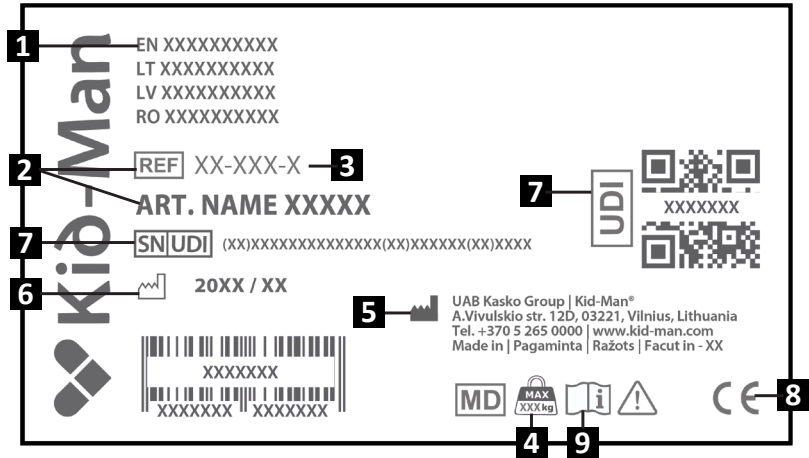 1
EN XXXXXXXXXX
LT XXXXXXXXXX
LV XXXXXXXXXX
RO XXXXXXXXXX
Kið-Man
2
REF XX-XXX-X
3
ART. NAME XXXXX
7
SN UDI (XX)XXXXXXXXXXXXXX(XX)XXXXXX(XX)XXXX
7
UDI
XXXXXXX
6
20XX / XX
5
UAB Kasko Group | Kid-Man®
A.Vivulskio str. 12D, 03221, Vilnius, Lithuania
Tel. +370 5 265 0000 | www.kid-man.com
Made in | Pagaminta | Ražots | Facut in - XX
XXXXXXX
XXXXXXX XXXXXXX
MD
MAX
XXX kg
i
!
CE
8
4
9